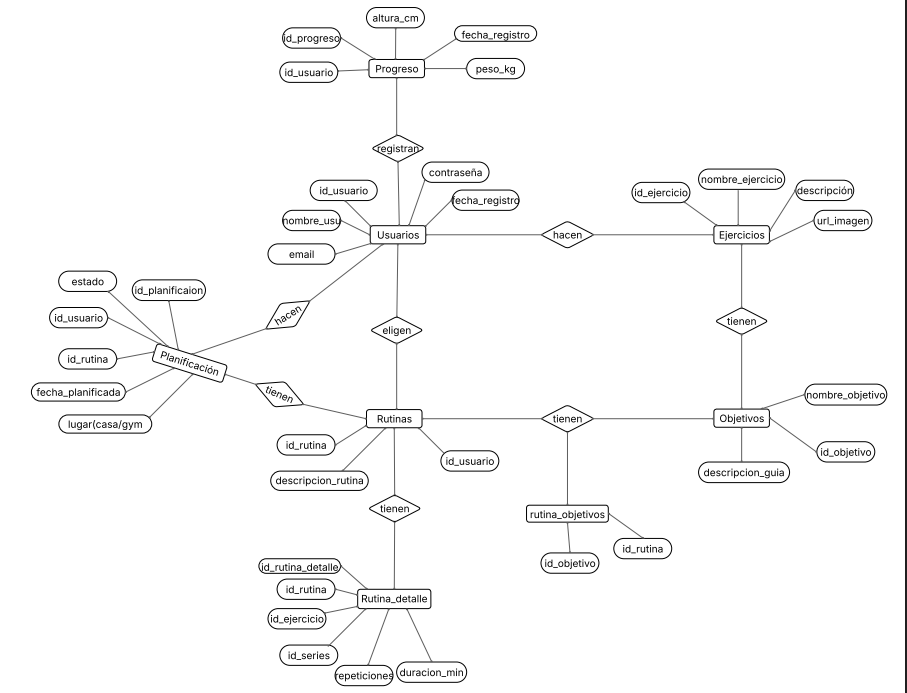 altura_cm
id_progreso
fecha_registro
id_usuario
Progreso
peso_kg
registran
contraseña
id_usuario
nombre_usu
fecha_registro
Usuarios
email
hacen
nombre_ejercicio
id_ejercicio
descripción
url_imagen
Ejercicios
estado
id_planificaion
id_usuario
hacen
eligen
tienen
id_rutina
Planificación
fecha_planificada
lugar(casa/gym
tienen
Rutinas
tienen
Objetivos
nombre_objetivo
id_rutina
id_usuario
id_objetivo
descripcion_rutina
descripcion_guia
tienen
rutina_objetivos
id_rutina
id_objetivo
id_rutina_detalle
id_rutina
Rutina_detalle
id_ejercicio
id_series
repeticiones
duracion_min